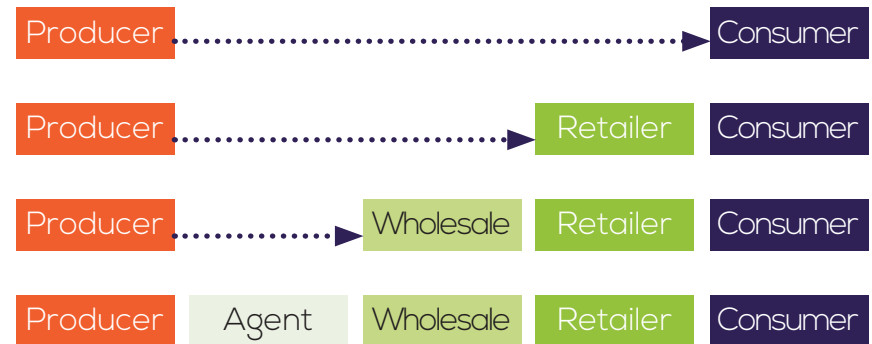 Producer Consumer
Producer Retailer Consumer
Producer Wholesale Retailer Consumer
Producer Agent Wholesale Retailer Consumer